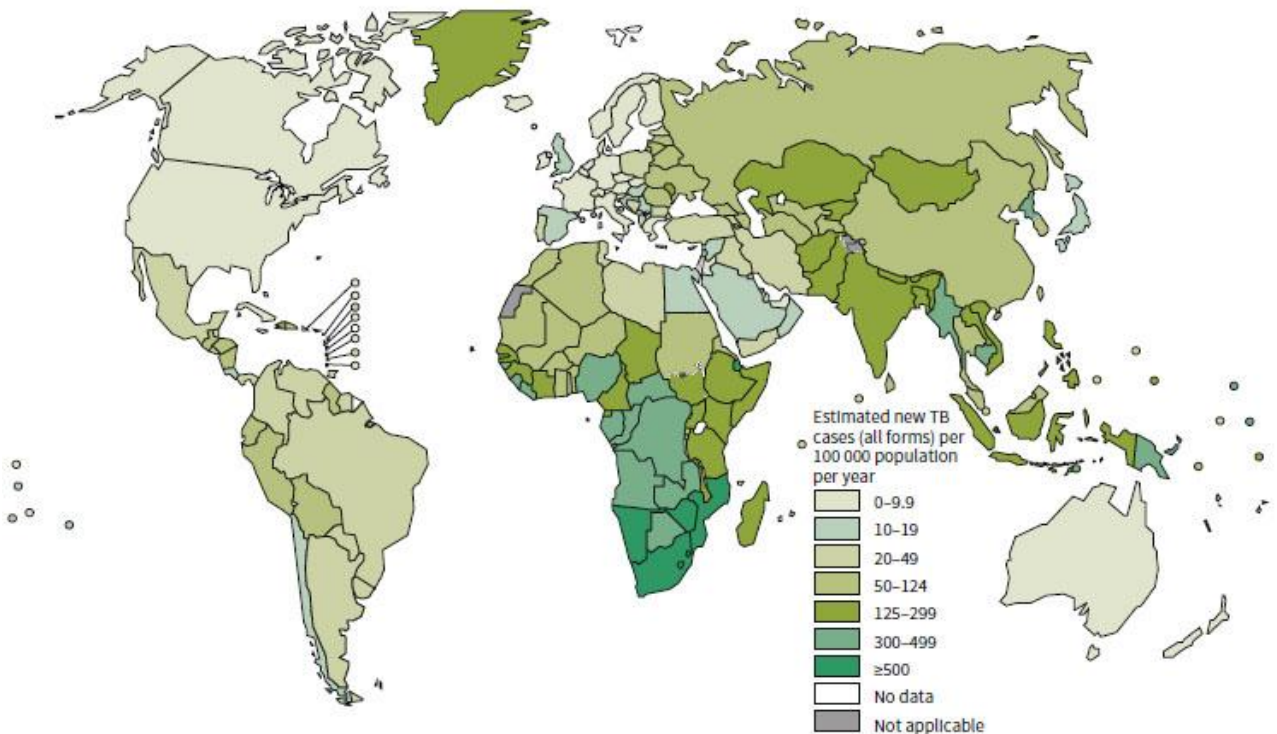 Estimated new TB
cases (all forms) per
100 000 population
per year
0–9.9
10–19
20–49
50–124
125–299
300–499
≥500
No data
Not applicable